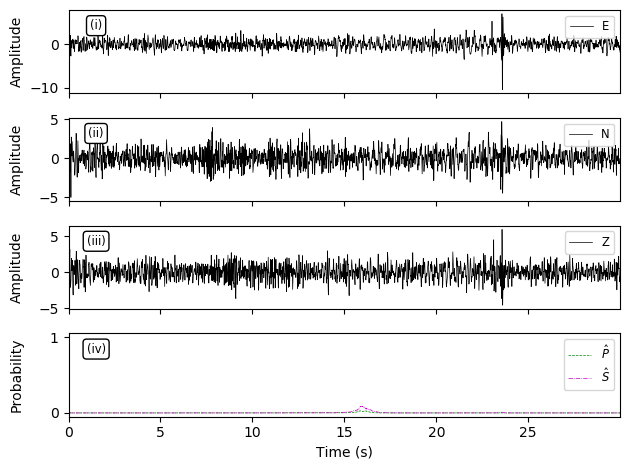 Amplitude
0
−10
(i)
E
Amplitude
5
0
−5
(ii)
N
Amplitude
5
0
−5
(iii)
Z
Probability
1
0
(iv)
P̂
Ŝ
0 5 10 15 20 25
Time (s)